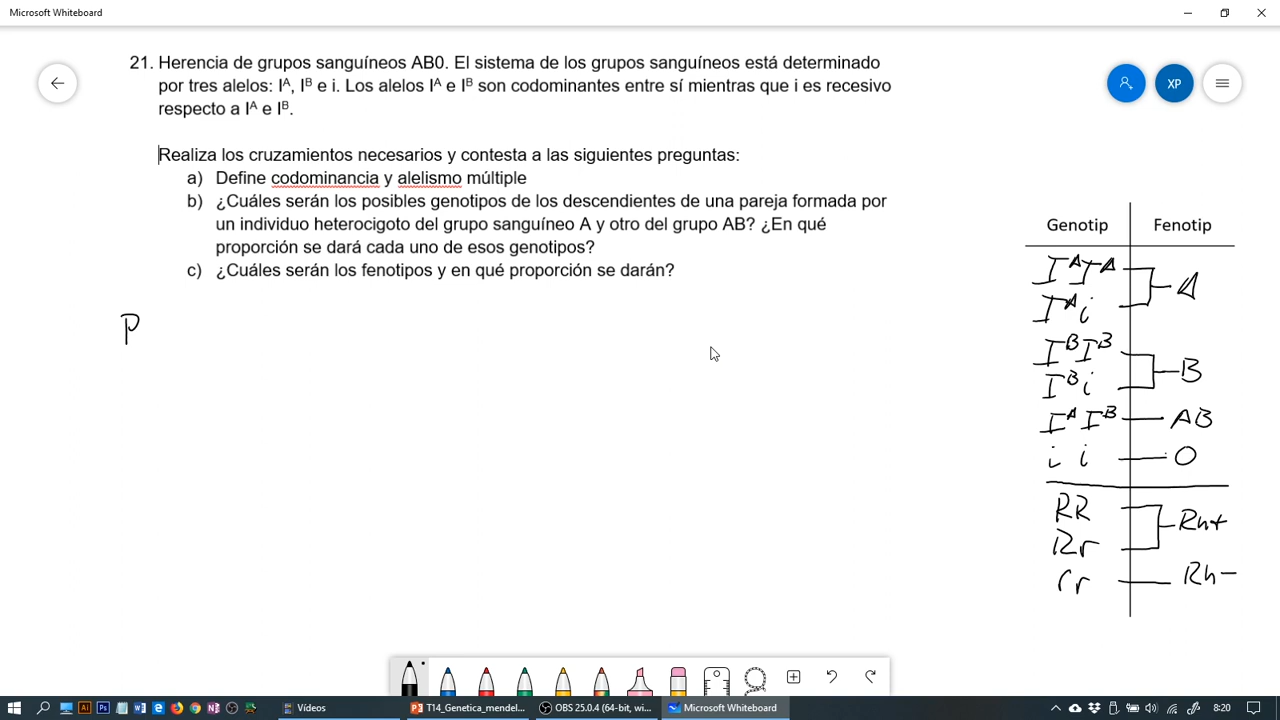 Microsoft Whiteboard
21. Herencia de grupos sanguíneos AB0. El sistema de los grupos sanguíneos está determinado
por tres alelos: Iᴬ, Iᴮ e i. Los alelos Iᴬ e Iᴮ son codominantes entre sí mientras que i es recesivo
respecto a Iᴬ e Iᴮ.
XP
Realiza los cruzamientos necesarios y contesta a las siguientes preguntas:
a) Define codominancia y alelismo múltiple
b) ¿Cuáles serán los posibles genotipos de los descendientes de una pareja formada por
un individuo heterocigoto del grupo sanguíneo A y otro del grupo AB? ¿En qué
proporción se dará cada uno de esos genotipos?
c) ¿Cuáles serán los fenotipos y en qué proporción se darán?
P
Genotip Fenotip
IᴬIᴬ
A
Iᴬi
IᴮIᴮ
B
Iᴮi
IᴬIᴮ AB
i i O
RR
Rh+
Rr
rr Rh-
Vídeos
T14_Genetica_mendel...
OBS 25.0.4 (64-bit, wi...
Microsoft Whiteboard
8:20